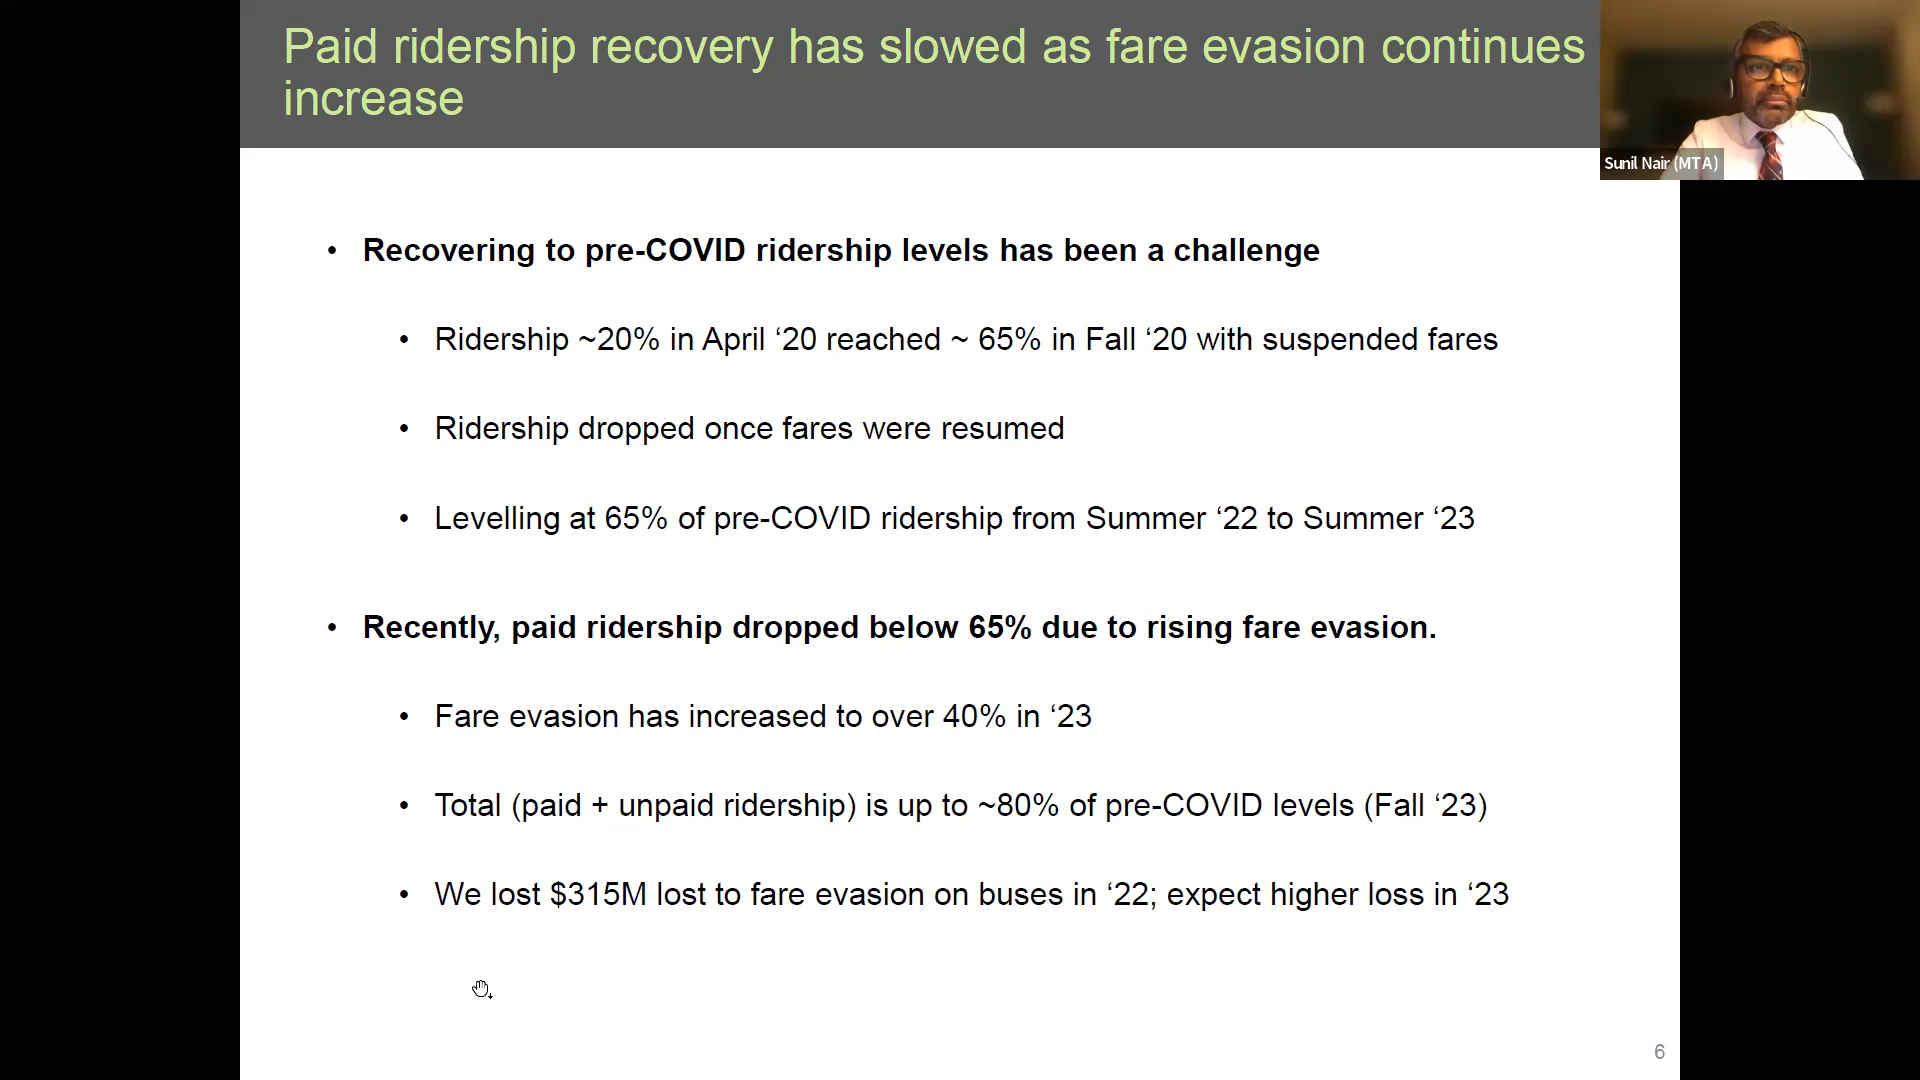 Paid ridership recovery has slowed as fare evasion continues
increase
Sunil Nair (MTA)
• Recovering to pre-COVID ridership levels has been a challenge
• Ridership ~20% in April ‘20 reached ~ 65% in Fall ‘20 with suspended fares
• Ridership dropped once fares were resumed
• Levelling at 65% of pre-COVID ridership from Summer ‘22 to Summer ‘23
• Recently, paid ridership dropped below 65% due to rising fare evasion.
• Fare evasion has increased to over 40% in ‘23
• Total (paid + unpaid ridership) is up to ~80% of pre-COVID levels (Fall ‘23)
• We lost $315M lost to fare evasion on buses in ‘22; expect higher loss in ‘23
6